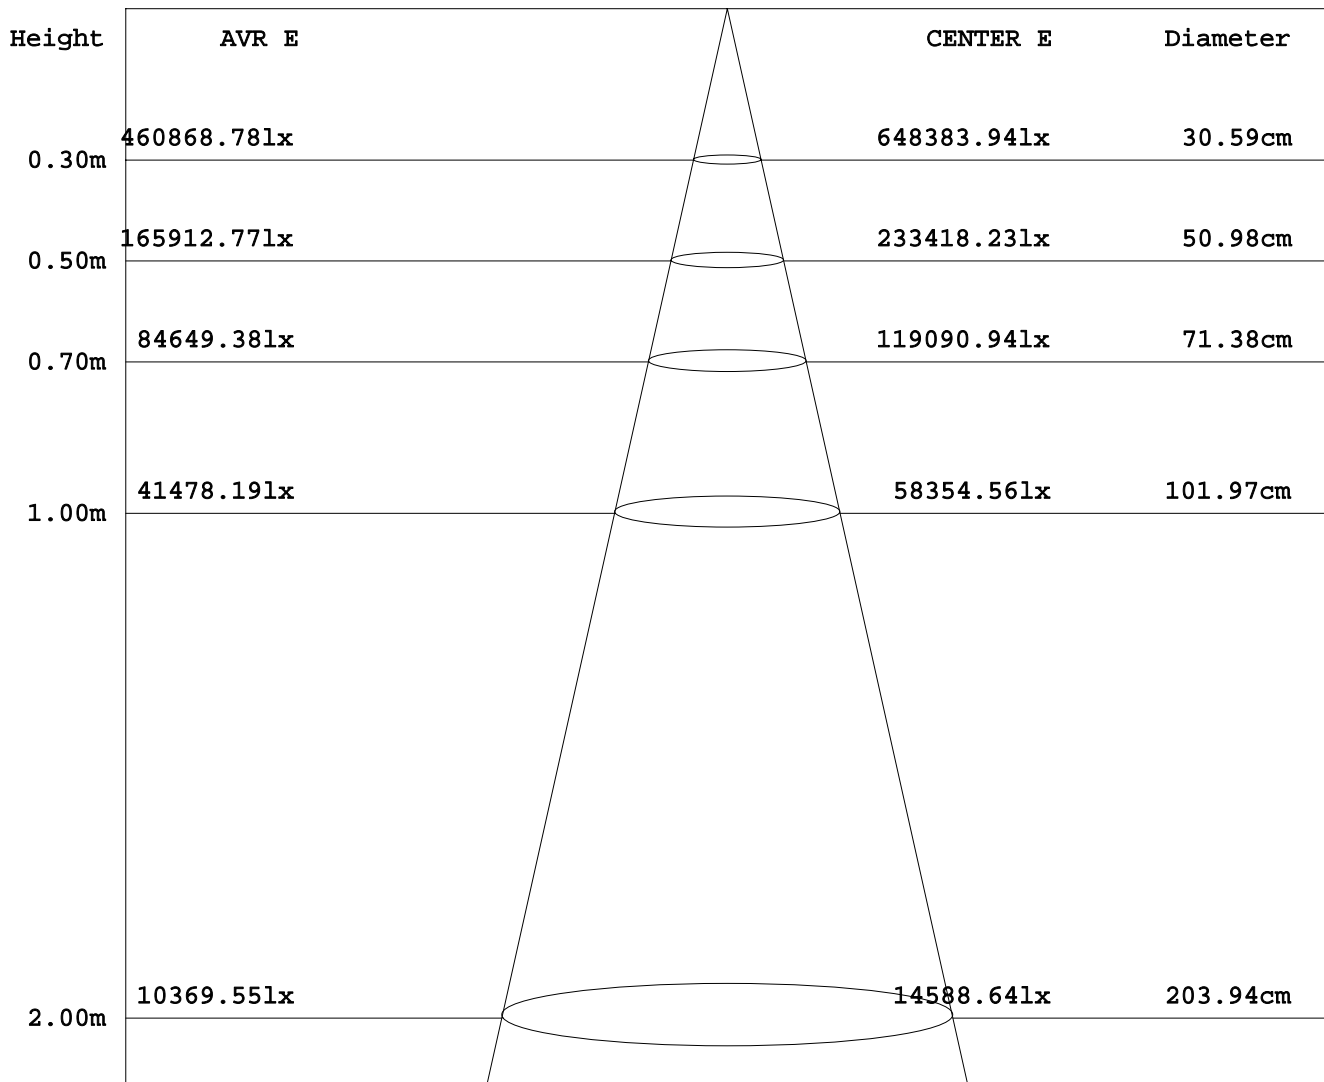 Height AVR E CENTER E Diameter
460868.78lx 648383.94lx 30.59cm
0.30m
165912.77lx 233418.23lx 50.98cm
0.50m
84649.38lx 119090.94lx 71.38cm
0.70m
41478.19lx 58354.56lx 101.97cm
1.00m
10369.55lx 14588.64lx 203.94cm
2.00m